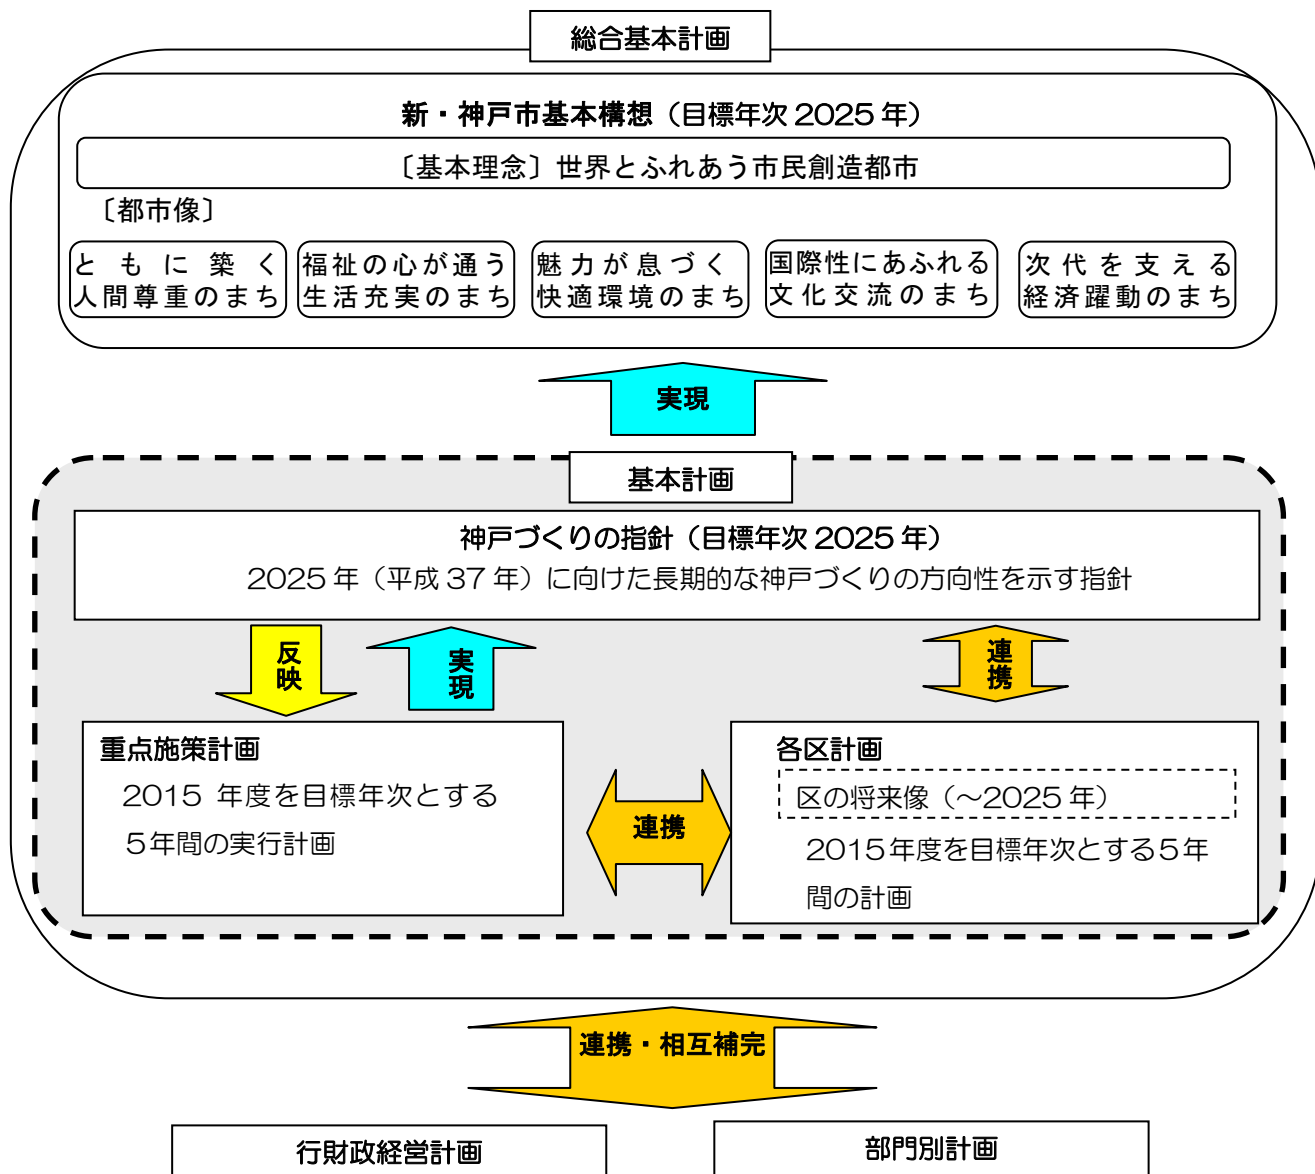 総合基本計画
新・神戸市基本構想（目標年次 2025 年）
〔基本理念〕世界とふれあう市民創造都市
〔都市像〕
ともに築く
人間尊重のまち
福祉の心が通う
生活充実のまち
魅力が息づく
快適環境のまち
国際性にあふれる
文化交流のまち
次代を支える
経済躍動のまち
実現
基本計画
神戸づくりの指針（目標年次 2025 年）
2025 年（平成 37 年）に向けた長期的な神戸づくりの方向性を示す指針
反映
実現
連携
重点施策計画
2015 年度を目標年次とする
５年間の実行計画
連携
各区計画
区の将来像（～2025 年）
2015年度を目標年次とする５年
間の計画
連携・相互補完
行財政経営計画
部門別計画